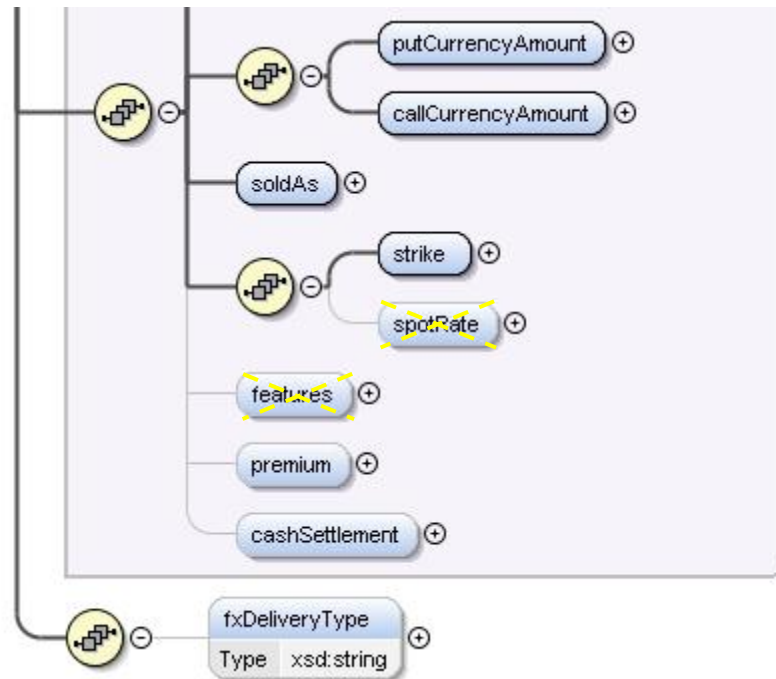 putCurrencyAmount
callCurrencyAmount
soldAs
strike
spotRate
features
premium
cashSettlement
fxDeliveryType
Type xsd:string